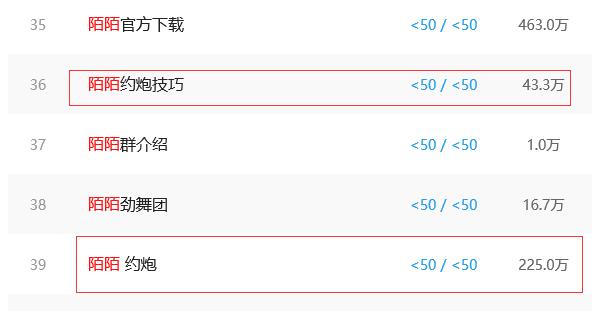 35 陌陌官方下载 <50 / <50 463.0万
36 陌陌约炮技巧 <50 / <50 43.3万
37 陌陌群介绍 <50 / <50 1.0万
38 陌陌劲舞团 <50 / <50 16.7万
39 陌陌 约炮 <50 / <50 225.0万